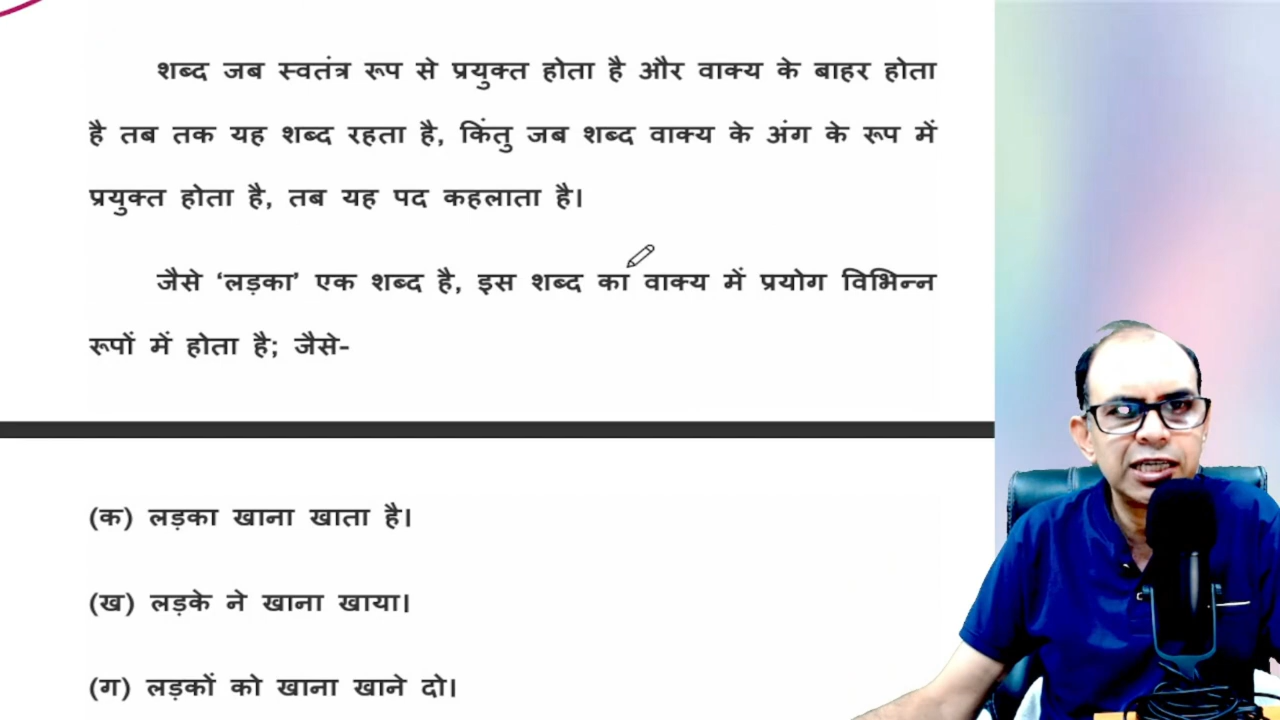 शब्द जब स्वतंत्र रूप से प्रयुक्त होता है और वाक्य के बाहर होता
है तब तक यह शब्द रहता है, किंतु जब शब्द वाक्य के अंग के रूप में
प्रयुक्त होता है, तब यह पद कहलाता है।
जैसे ‘लड़का’ एक शब्द है, इस शब्द का वाक्य में प्रयोग विभिन्न
रूपों में होता है; जैसे-
(क) लड़का खाना खाता है।
(ख) लड़के ने खाना खाया।
(ग) लड़कों को खाना खाने दो।